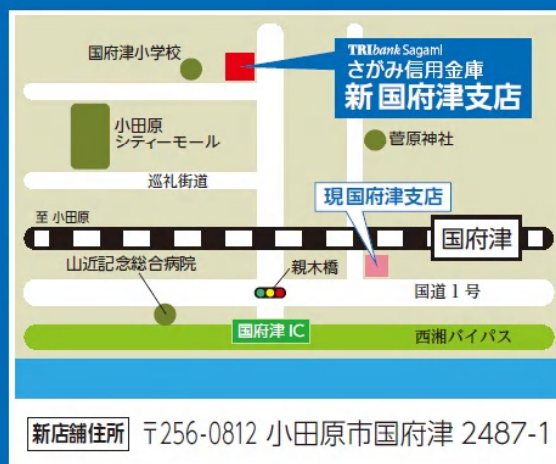 国府津小学校
TRIbank Sagami
さがみ信用金庫
新 国府津支店
小田原
シティーモール
菅原神社
巡礼街道
現国府津支店
至 小田原
国府津
山近記念総合病院
親木橋
国道1号
国府津 IC
西湘バイパス
新店舗住所 〒256-0812 小田原市国府津 2487-1